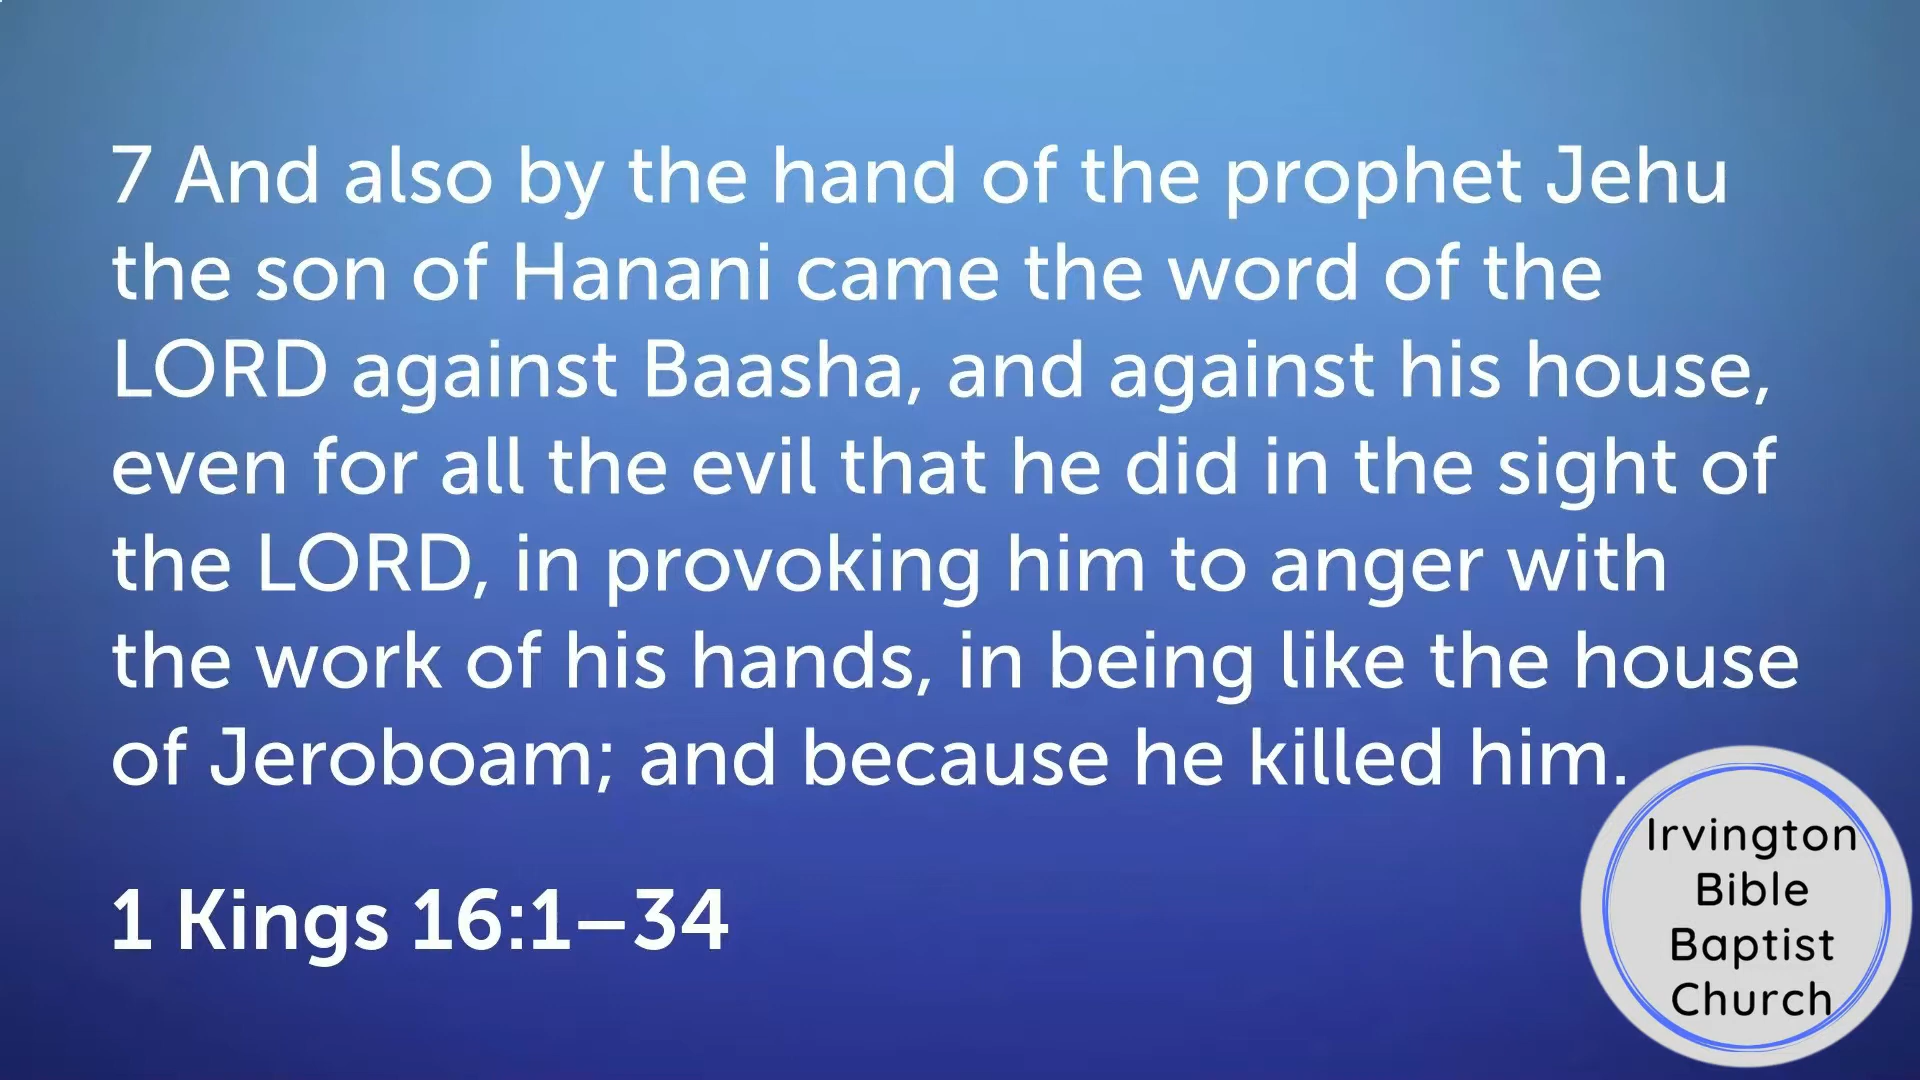 7 And also by the hand of the prophet Jehu
the son of Hanani came the word of the
LORD against Baasha, and against his house,
even for all the evil that he did in the sight of
the LORD, in provoking him to anger with
the work of his hands, in being like the house
of Jeroboam; and because he killed him.
1 Kings 16:1–34
Irvington
Bible
Baptist
Church